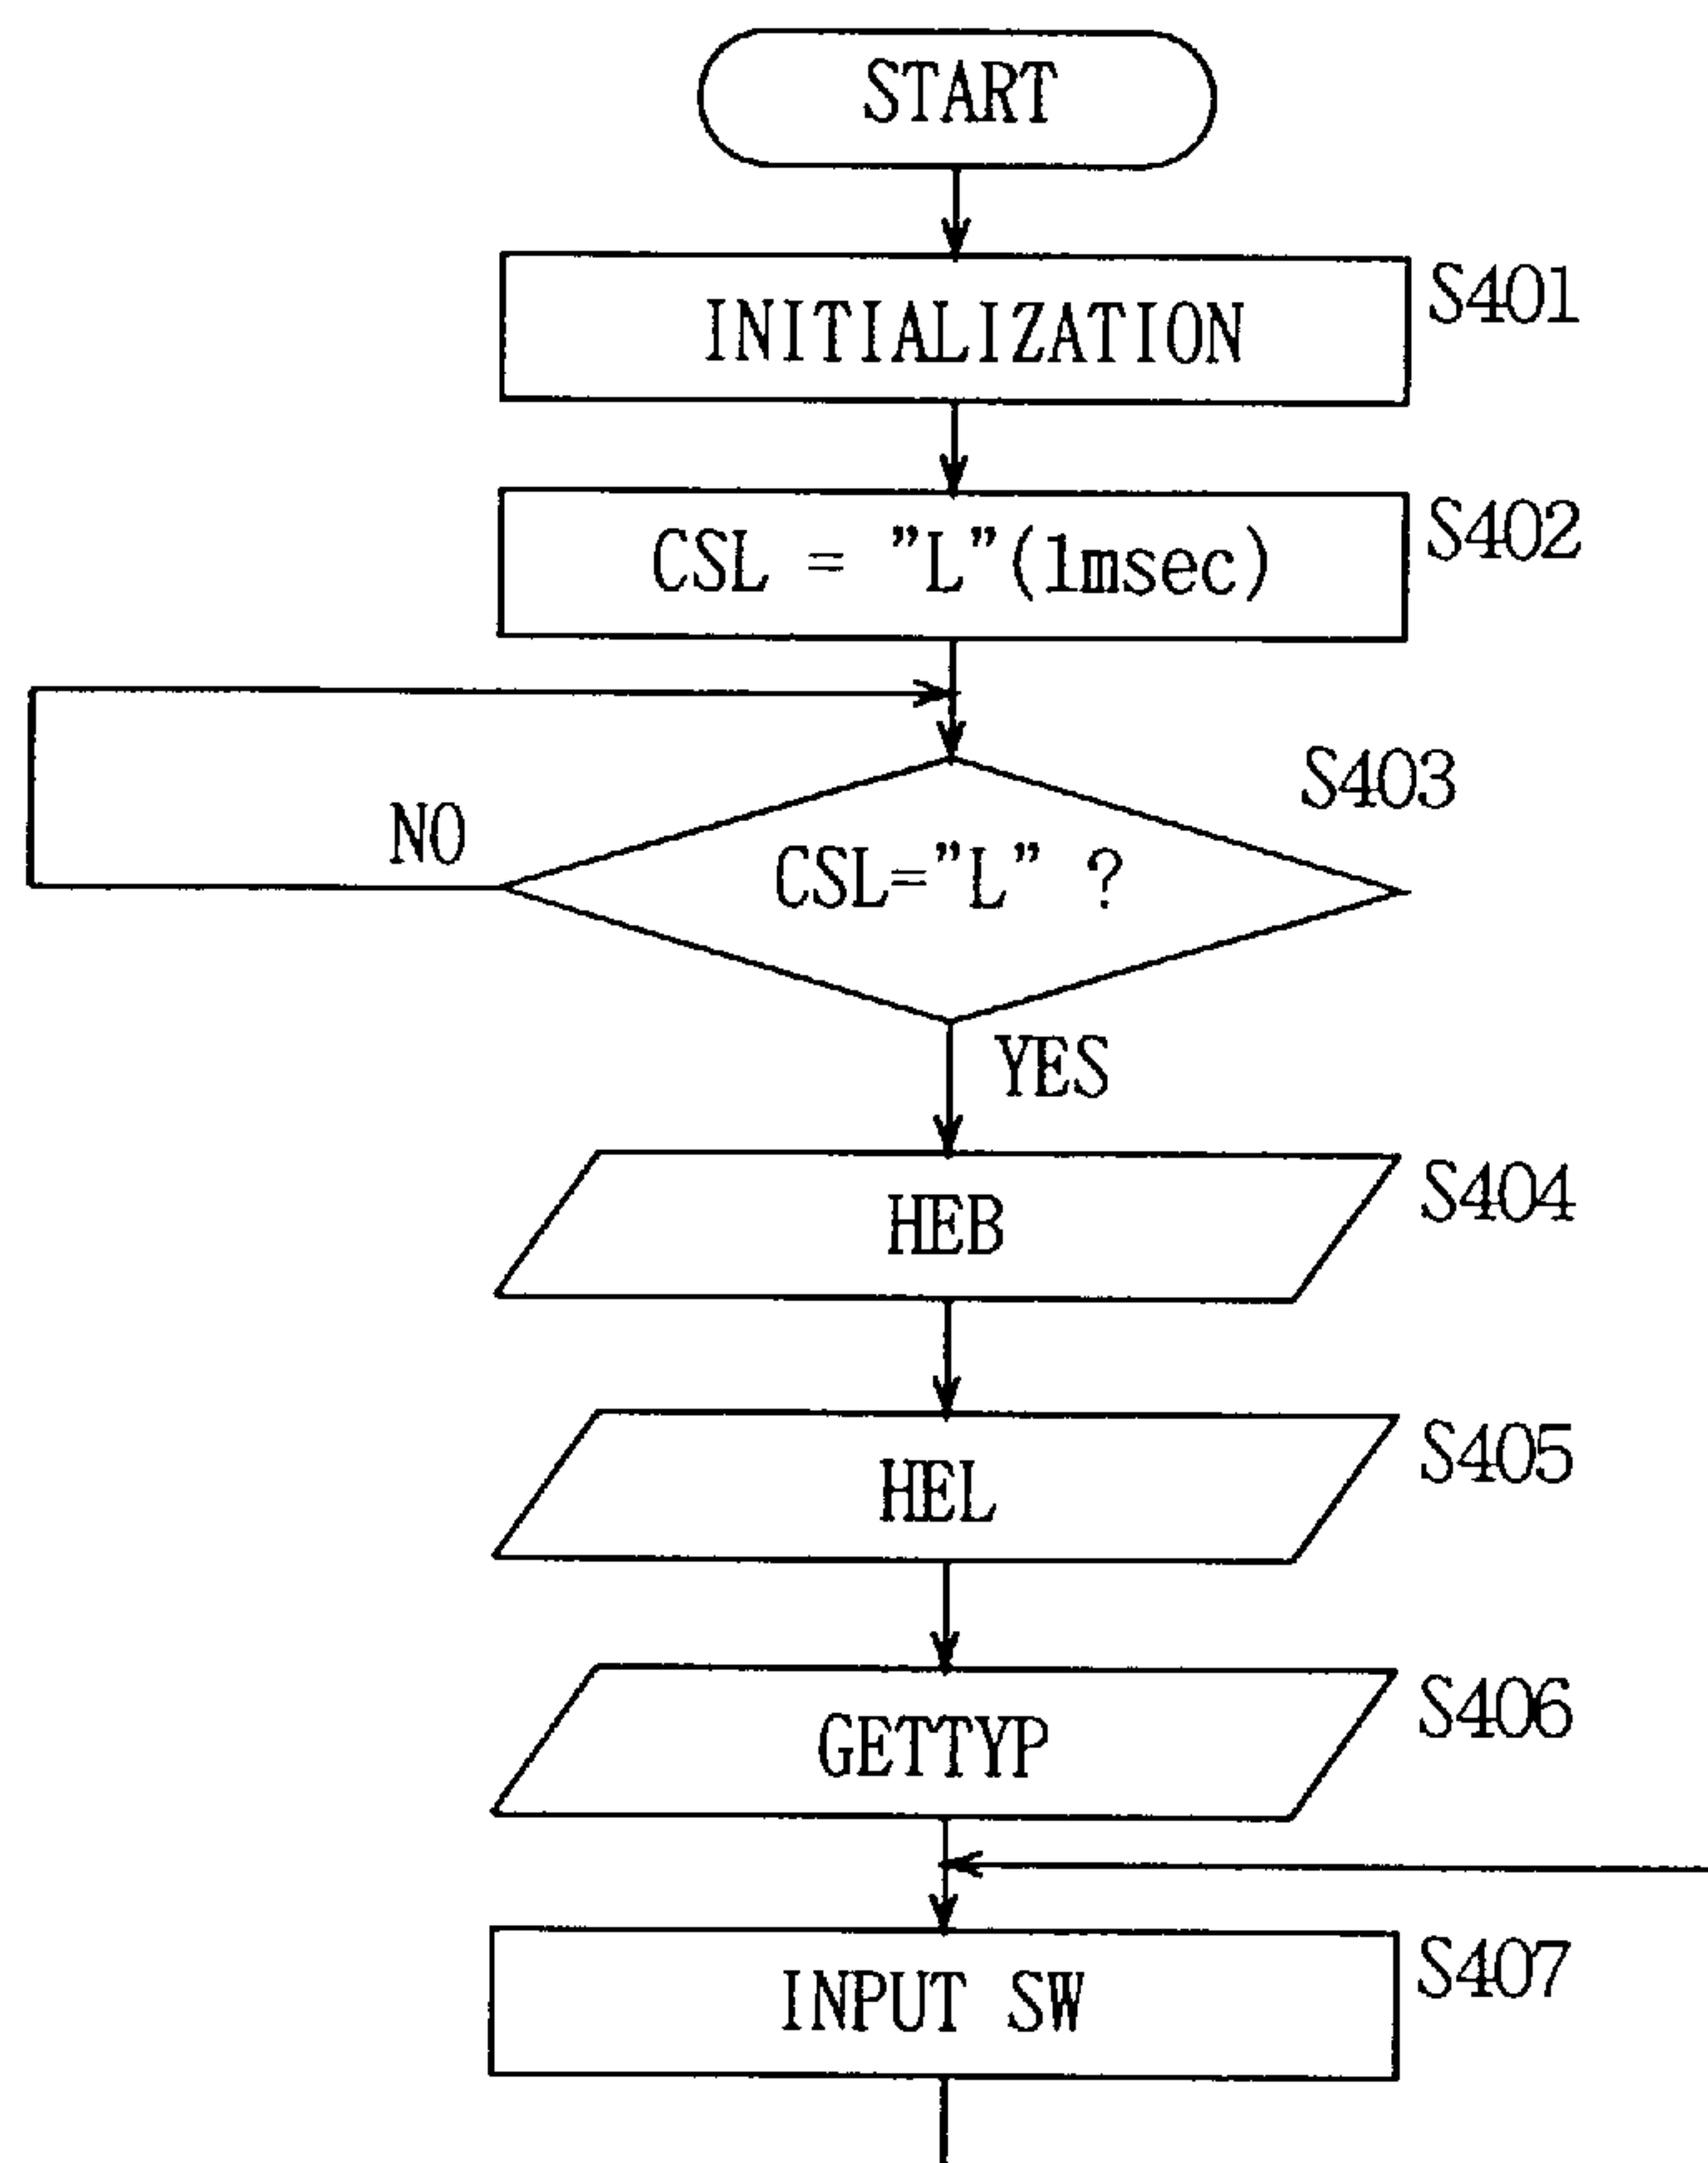 START
INITIALIZATION
S401
CSL = "L"(1msec)
S402
S403
NO
CSL="L" ?
YES
HEB
S404
HEL
S405
GETTYP
S406
INPUT SW
S407